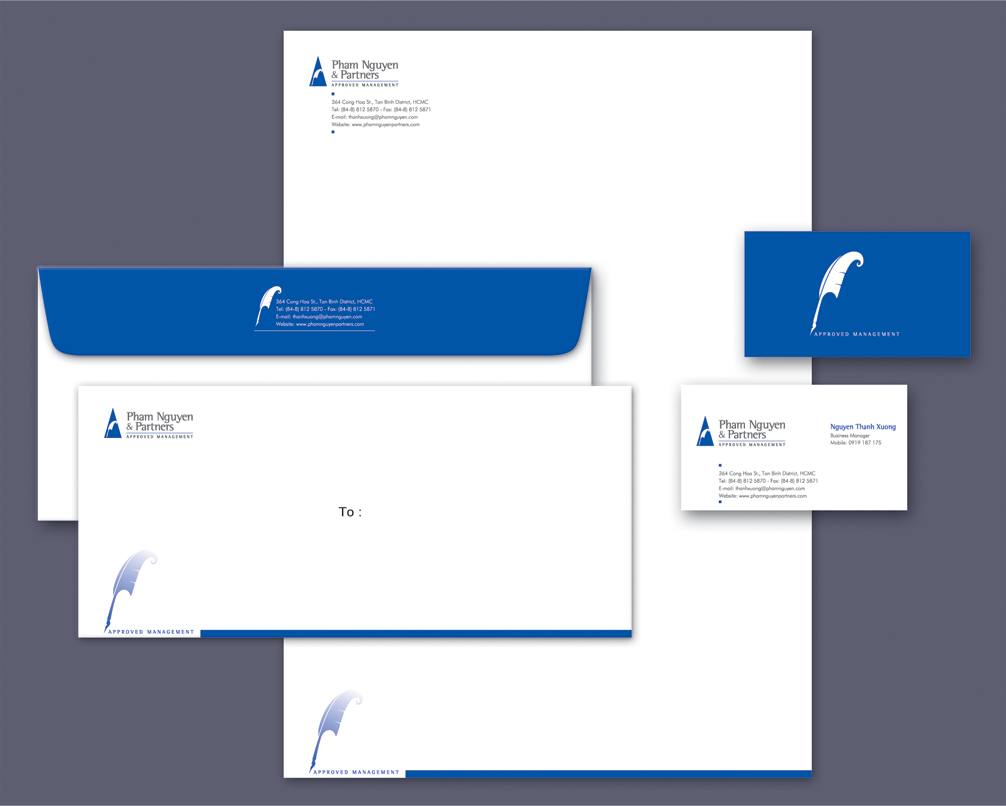 Pham Nguyen
& Partners
APPROVED MANAGEMENT
364 Cong Hoa St., Tan Binh District, HCMC
Tel: (84-8) 812 5870 - Fax: (84-8) 812 5871
E-mail: thanhxuong@phamnguyen.com
Website: www.phamnguyenpartners.com
364 Cong Hoa St., Tan Binh District, HCMC
Tel: (84-8) 812 5870 - Fax: (84-8) 812 5871
E-mail: thanhxuong@phamnguyen.com
Website: www.phamnguyenpartners.com
APPROVED MANAGEMENT
Pham Nguyen
& Partners
APPROVED MANAGEMENT
To :
APPROVED MANAGEMENT
Pham Nguyen
& Partners
APPROVED MANAGEMENT
Nguyen Thanh Xuong
Business Manager
Mobile: 0919 187 175
364 Cong Hoa St., Tan Binh District, HCMC
Tel: (84-8) 812 5870 - Fax: (84-8) 812 5871
E-mail: thanhxuong@phamnguyen.com
Website: www.phamnguyenpartners.com
APPROVED MANAGEMENT